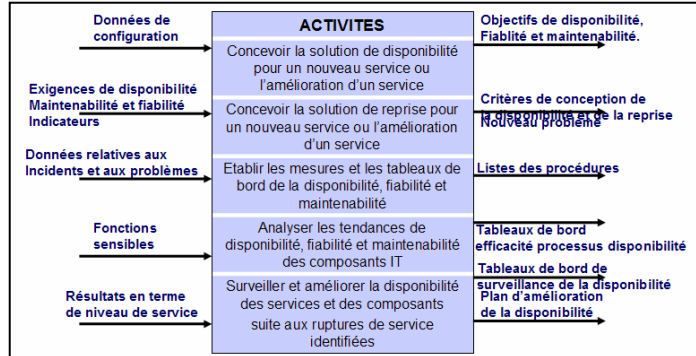 ACTIVITES
Données de
configuration
Exigences de disponibilité
Maintenabilité et fiabilité
Indicateurs
Données relatives aux
Incidents et aux problèmes
Fonctions
sensibles
Résultats en terme
de niveau de service
Concevoir la solution de disponibilité
pour un nouveau service ou
l'amélioration d'un service
Concevoir la solution de reprise pour
un nouveau service ou l'amélioration
d'un service
Etablir les mesures et les tableaux de
bord de la disponibilité, fiabilité et
maintenabilité
Analyser les tendances de
disponibilité, fiabilité et maintenabilité
des composants IT
Surveiller et améliorer la disponibilité
des services et des composants
suite aux ruptures de service
identifiées
Objectifs de disponibilité,
Fiablité et maintenabilité.
Critères de conception de
la disponibilité et de la reprise
Nouveau problème
Listes des procédures
Tableaux de bord
efficacité processus disponibilité
Tableaux de bord de
surveillance de la disponibilité
Plan d'amélioration
de la disponibilité